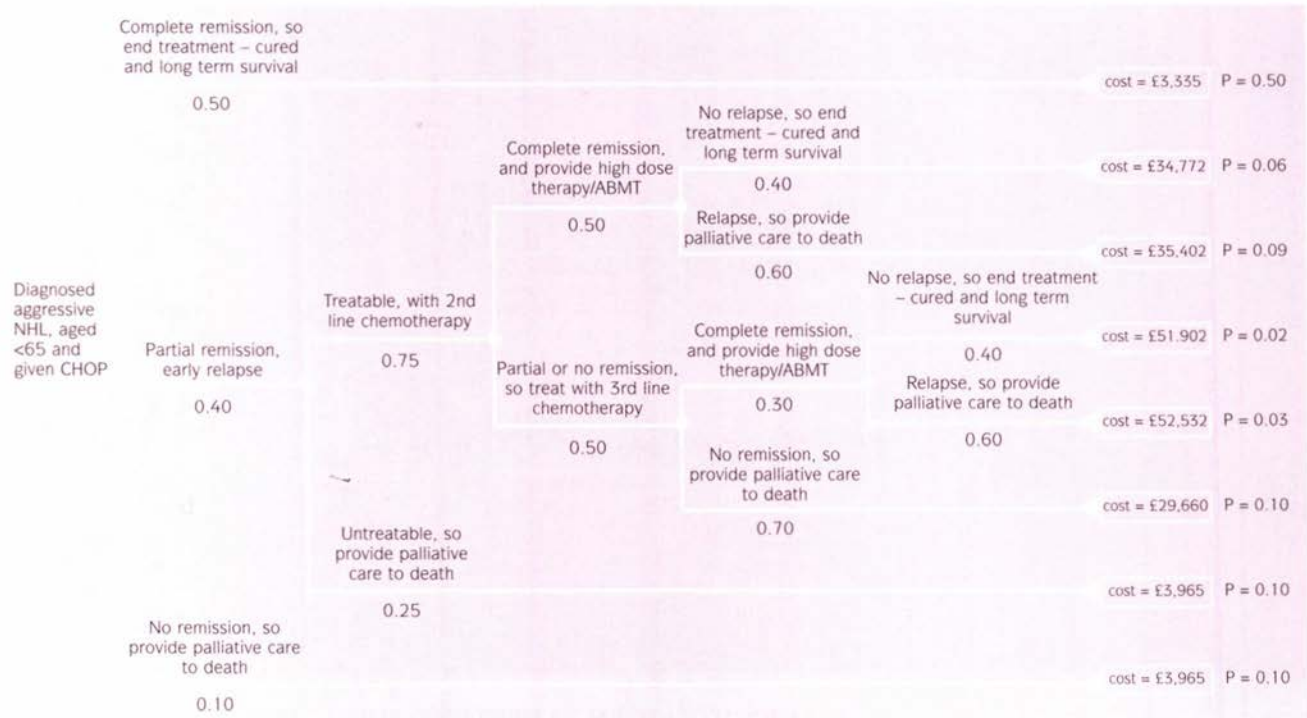 Complete remission, so
end treatment – cured
and long term survival
0.50
cost = £3,335 P = 0.50
No relapse, so end
treatment – cured and
long term survival
0.40
cost = £34,772 P = 0.06
Complete remission,
and provide high dose
therapy/ABMT
0.50
Relapse, so provide
palliative care to death
0.60
cost = £35,402 P = 0.09
Diagnosed
aggressive
NHL, aged
<65 and
given CHOP
Partial remission,
early relapse
0.40
Treatable, with 2nd
line chemotherapy
0.75
No relapse, so end treatment
– cured and long term
survival
0.40
cost = £51,902 P = 0.02
Complete remission,
and provide high dose
therapy/ABMT
0.30
Partial or no remission,
so treat with 3rd line
chemotherapy
0.50
Relapse, so provide
palliative care to death
0.60
cost = £52,532 P = 0.03
No remission, so
provide palliative care
to death
0.70
cost = £29,660 P = 0.10
Untreatable, so
provide palliative
care to death
0.25
cost = £3,965 P = 0.10
No remission, so
provide palliative care
to death
0.10
cost = £3,965 P = 0.10